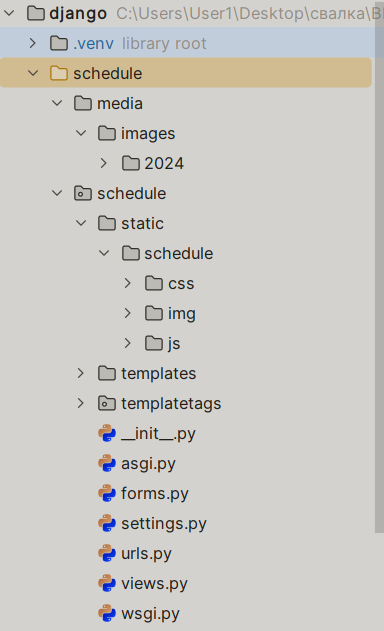 django C:\Users\User1\Desktop\свалка\
.venv library root
schedule
media
images
2024
schedule
static
schedule
css
img
js
templates
templatetags
__init__.py
asgi.py
forms.py
settings.py
urls.py
views.py
wsgi.py